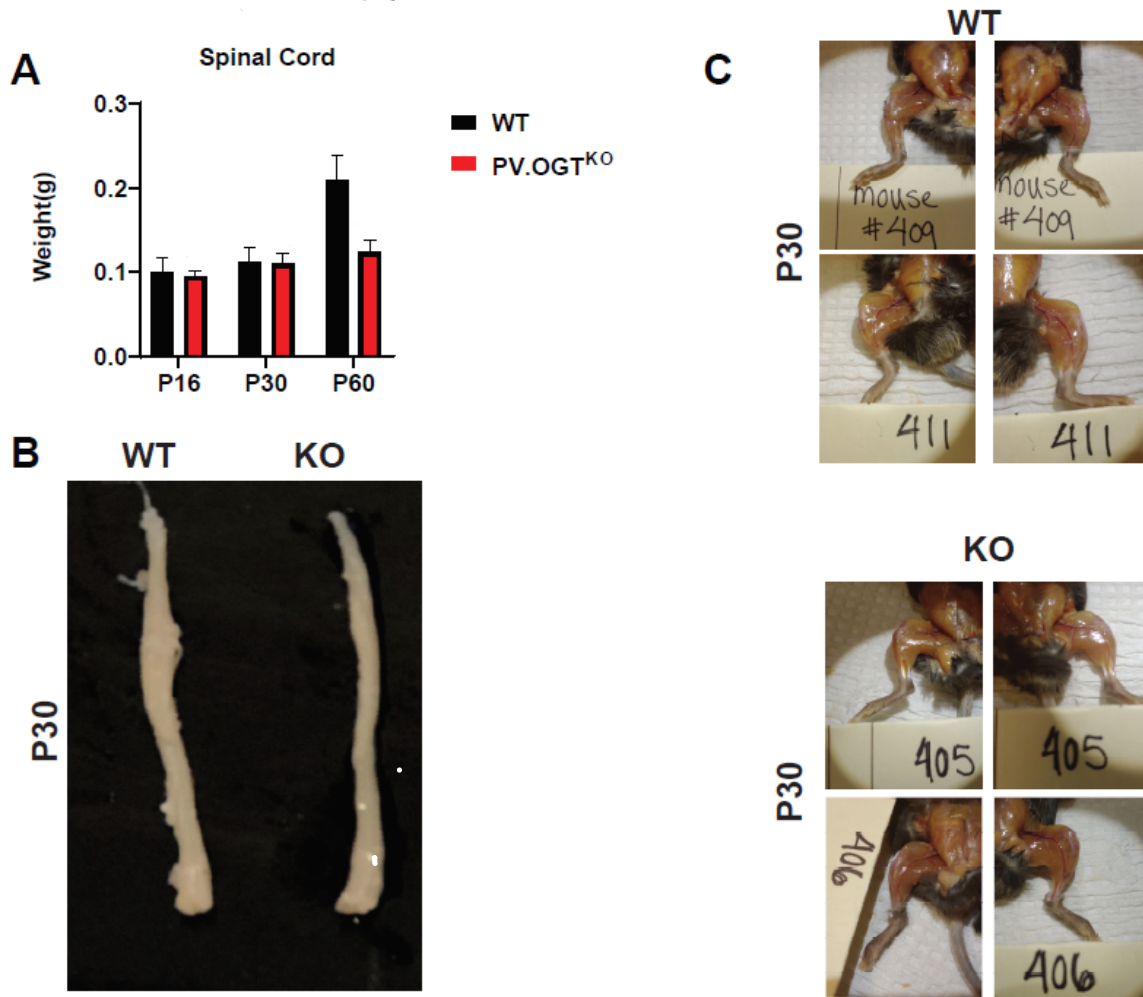 A
Spinal Cord
Weight(g)
0.3
0.2
0.1
0.0
P16 P30 P60
WT
PV.OGTᴷᴼ
B
WT KO
P30
C
WT
P30
mouse
#409
mouse
#409
411
411
KO
P30
405
405
406
406